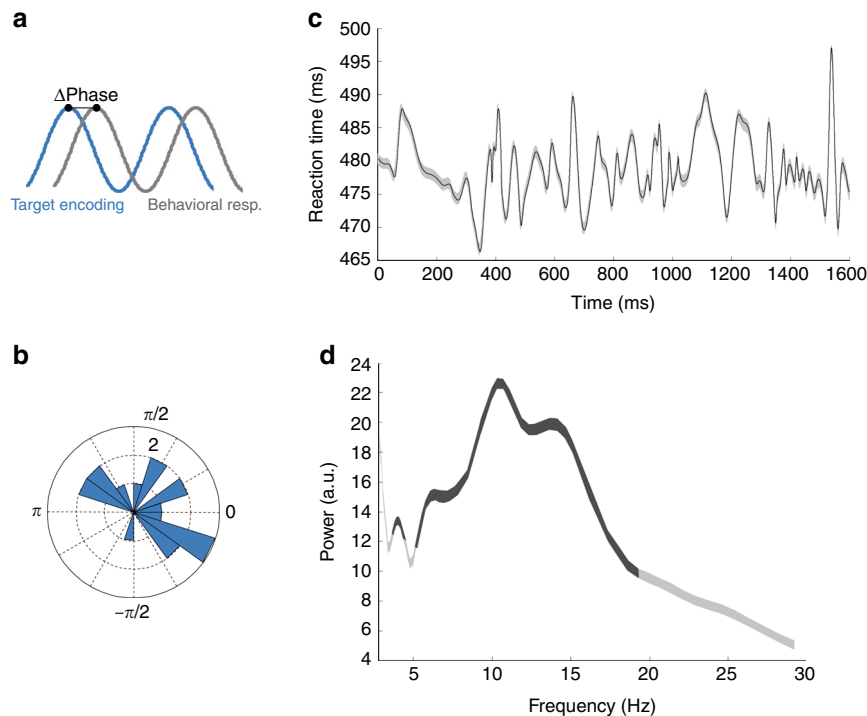 a
ΔPhase
Target encoding
Behavioral resp.
b
π/2
2
π
0
−π/2
c
500
495
490
485
480
475
470
465
460
Reaction time (ms)
0 200 400 600 800 1000 1200 1400 1600
Time (ms)
d
24
22
20
18
16
14
12
10
8
6
4
Power (a.u.)
5 10 15 20 25 30
Frequency (Hz)